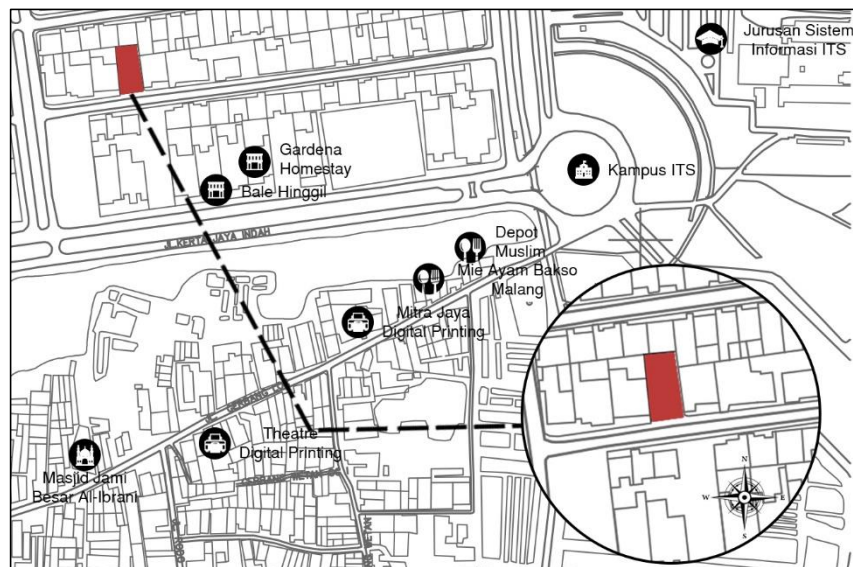 Jurusan Sistem
Informasi ITS
Gardena
Homestay
Bale Hinggil
Kampus ITS
JL KERTAJAYA INDAH
Depot
Muslim
Mie Ayam Bakso
Malang
Mitra Jaya
Digital Printing
Theatre
Digital Printing
Masjid Jami
Besar Al-Ibrani
N
W
E
S